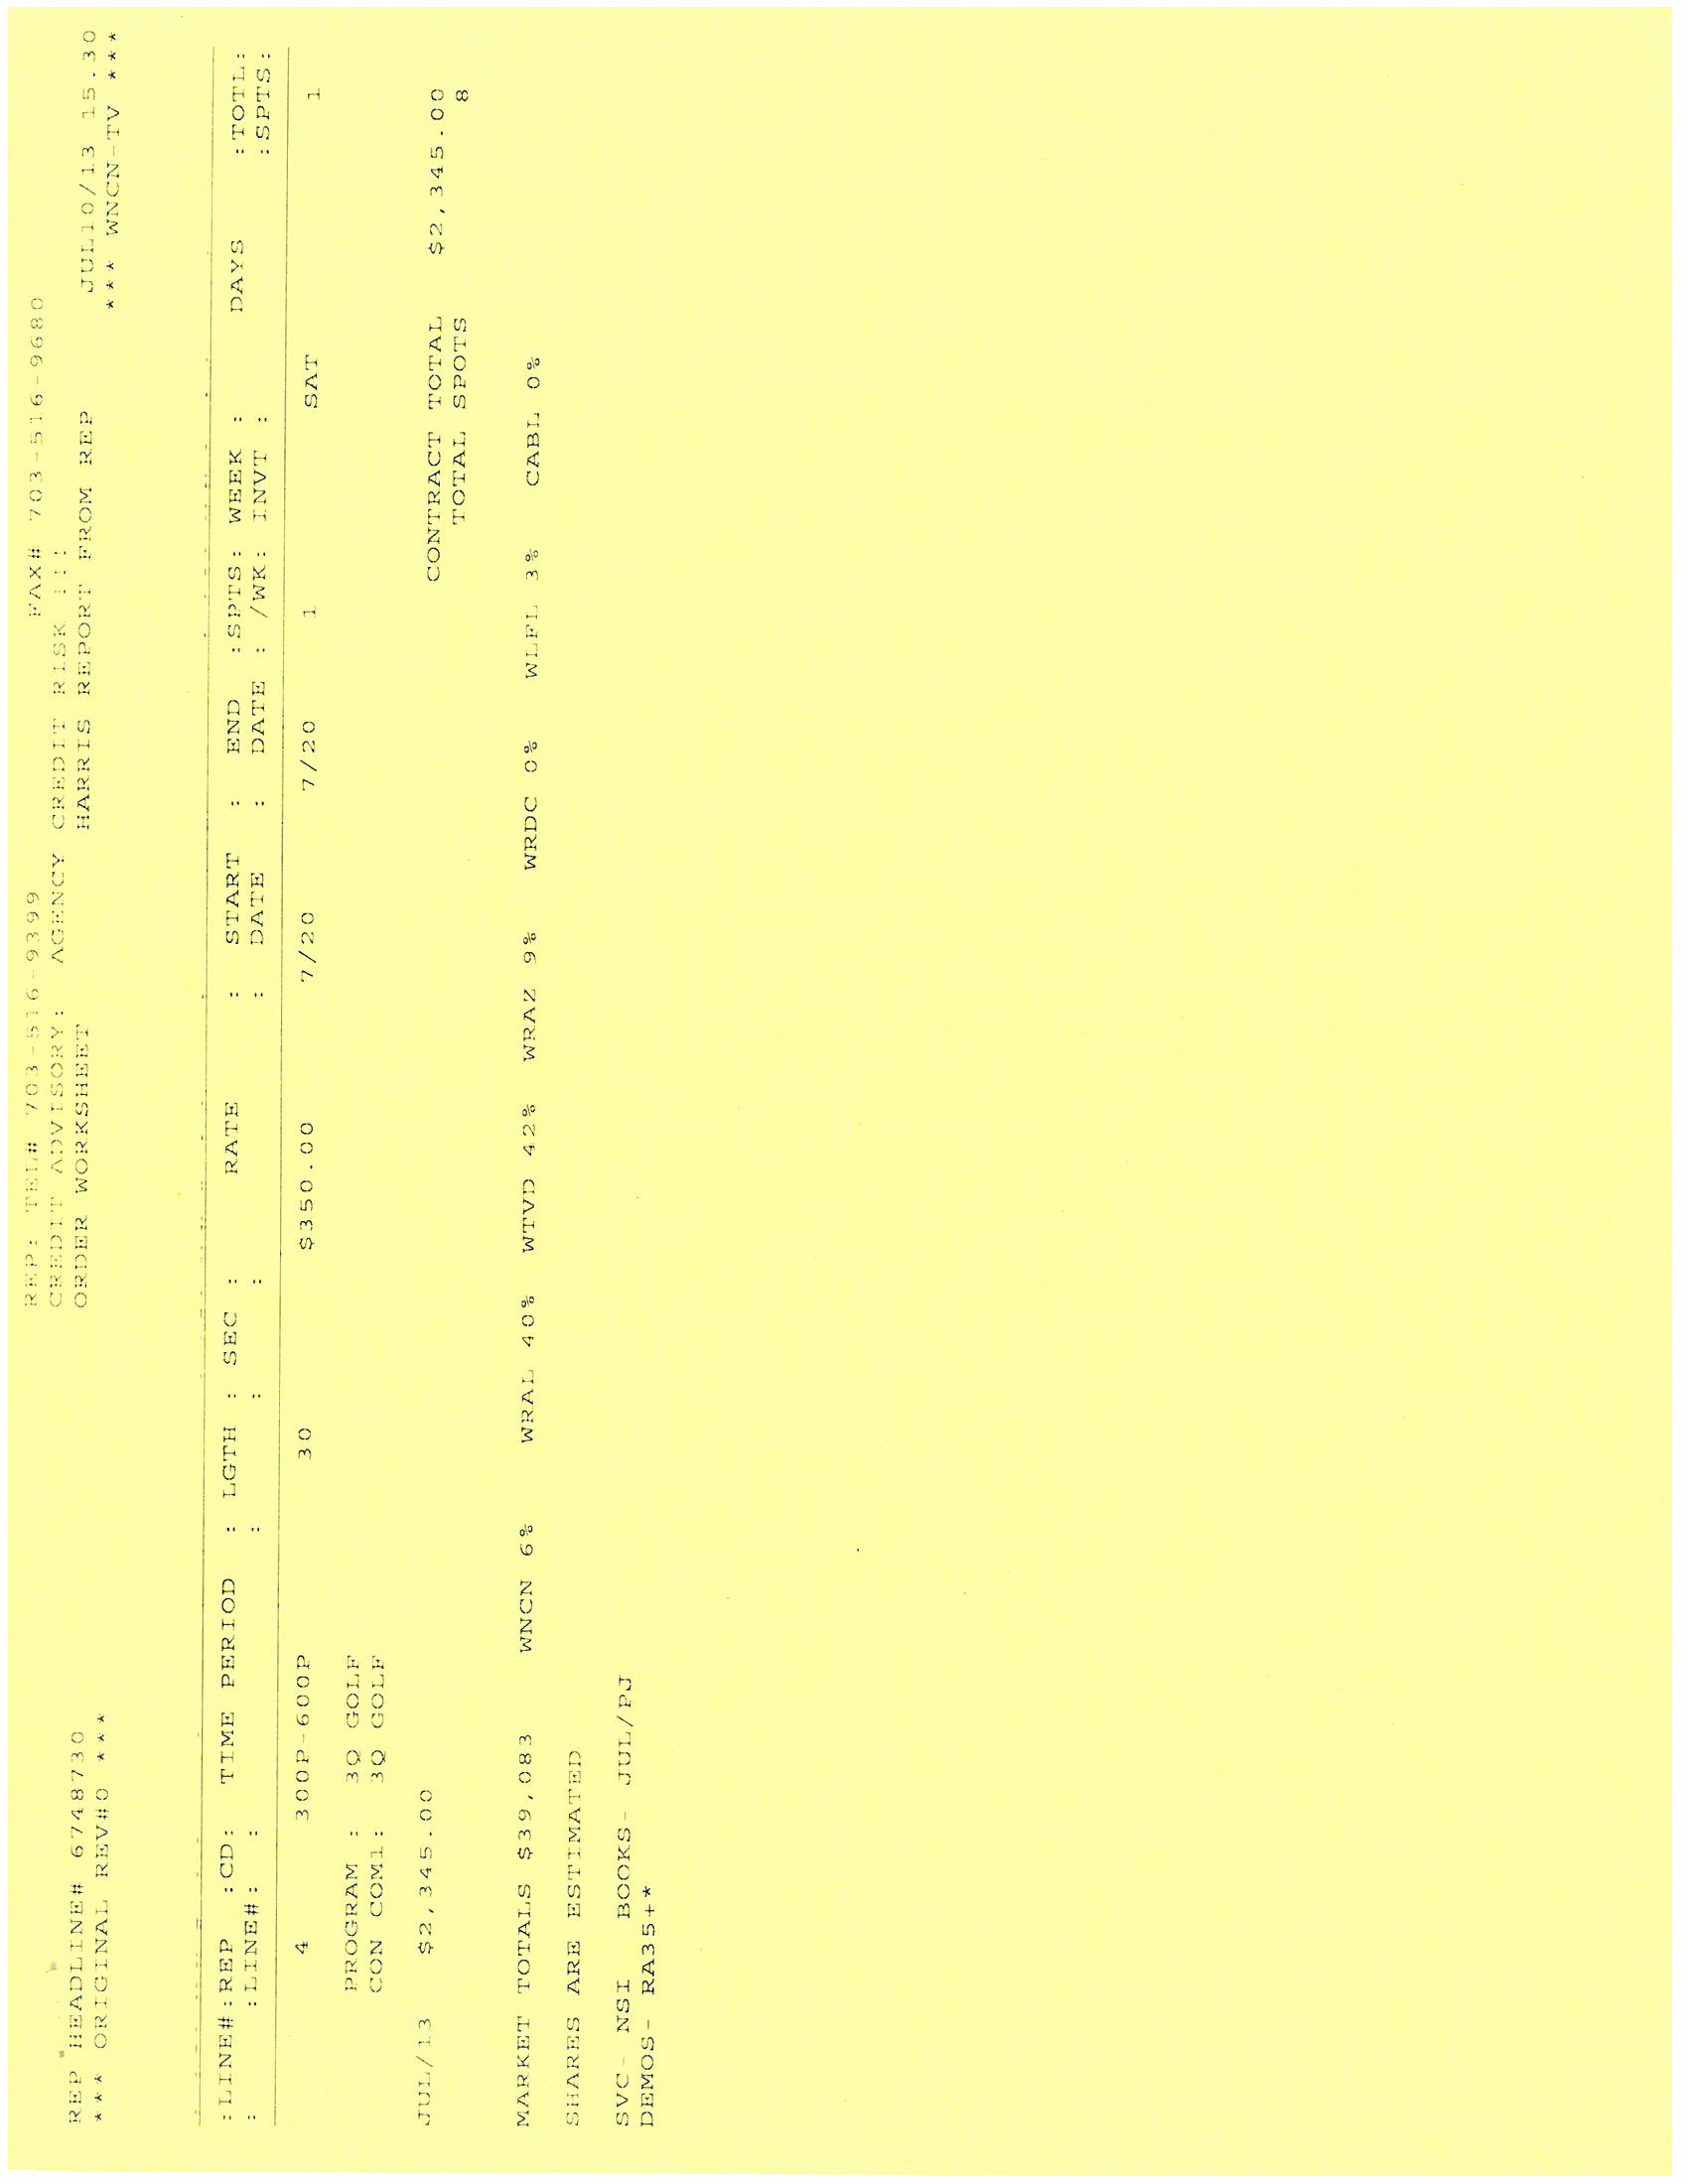 REP: TEL# 703-516-9399 FAX# 703-516-9680
CREDIT ADVISORY: AGENCY CREDIT RISK !!!
REP HEADLINE# 6748730 ORDER WORKSHEET HARRIS REPORT FROM REP JUL10/13 15.30
*** ORIGINAL REV#0 *** *** WNCN-TV ***
:LINE#:REP :CD: TIME PERIOD : LGTH : SEC : RATE : START : END :SPTS: WEEK : DAYS :TOTL:
: :LINE#: : : : : : DATE : DATE : /WK: INVT : :SPTS:
4 300P-600P 30 $350.00 7/20 7/20 1 SAT 1
PROGRAM : 3Q GOLF
CON COM1: 3Q GOLF
JUL/13 $2,345.00 CONTRACT TOTAL $2,345.00
TOTAL SPOTS 8
MARKET TOTALS $39,083 WNCN 6% WRAL 40% WTVD 42% WRAZ 9% WRDC 0% WLFL 3% CABL 0%
SHARES ARE ESTIMATED
SVC- NSI BOOKS- JUL/PJ
DEMOS- RA35+*